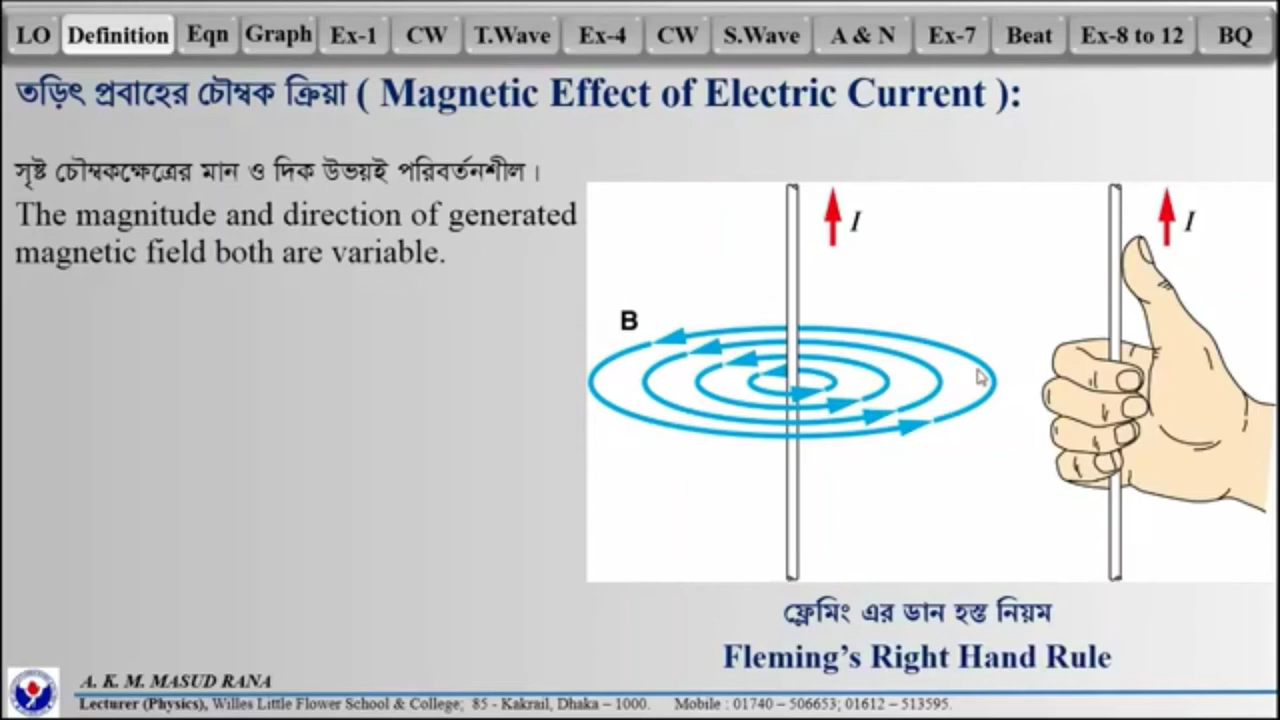 LO Definition Eqn Graph Ex-1 CW T.Wave Ex-4 CW S.Wave A & N Ex-7 Beat Ex-8 to 12 BQ
তড়িৎ প্রবাহের চৌম্বক ক্রিয়া ( Magnetic Effect of Electric Current ):
সৃষ্ট চৌম্বকক্ষেত্রের মান ও দিক উভয়ই পরিবর্তনশীল।
The magnitude and direction of generated
magnetic field both are variable.
I I
B
ফ্লেমিং এর ডান হস্ত নিয়ম
Fleming’s Right Hand Rule
A. K. M. MASUD RANA
Lecturer (Physics), Willes Little Flower School & College; 85 - Kakrail, Dhaka – 1000. Mobile : 01740 – 506653; 01612 – 513595.